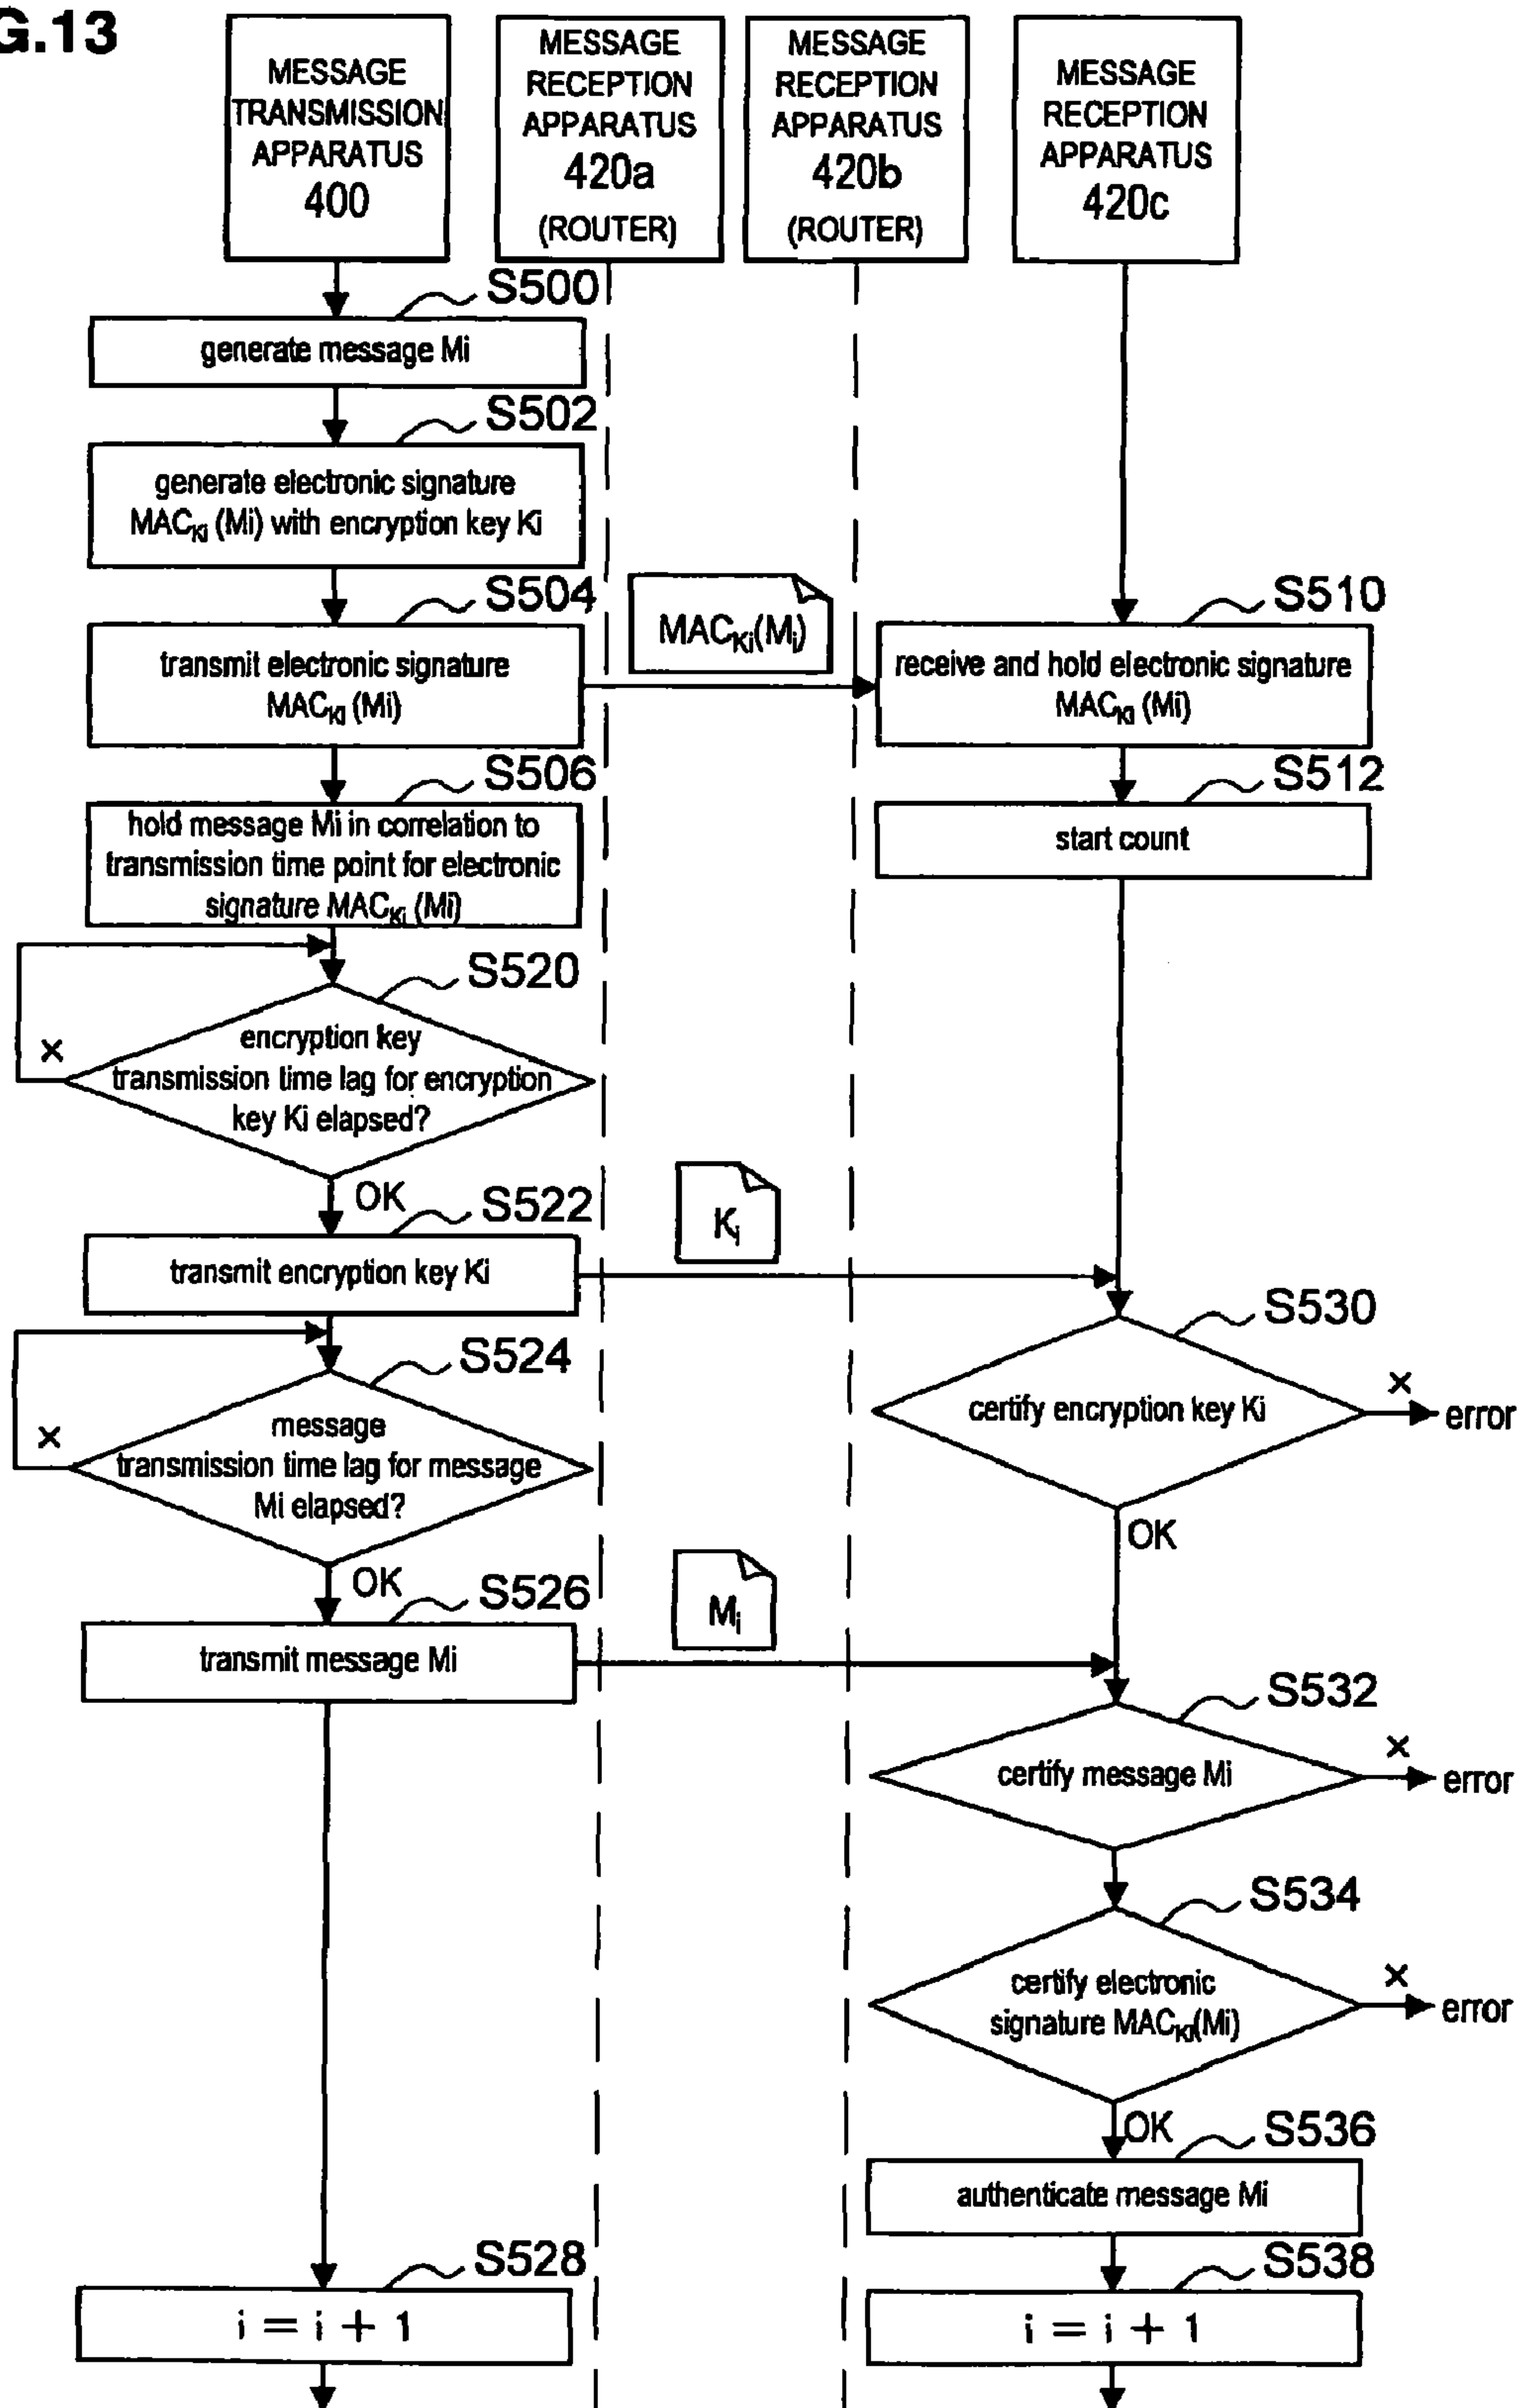 G.13
MESSAGE
TRANSMISSION
APPARATUS
400
MESSAGE
RECEPTION
APPARATUS
420a
(ROUTER)
MESSAGE
RECEPTION
APPARATUS
420b
(ROUTER)
MESSAGE
RECEPTION
APPARATUS
420c
S500
generate message Mi
S502
generate electronic signature
MACKi (Mi) with encryption key Ki
S504
transmit electronic signature
MACKi (Mi)
MACKi(Mi)
S510
receive and hold electronic signature
MACKi (Mi)
S506
hold message Mi in correlation to
transmission time point for electronic
signature MACKi (Mi)
S512
start count
S520
encryption key
transmission time lag for encryption
key Ki elapsed?
×
OK
S522
transmit encryption key Ki
Ki
S530
certify encryption key Ki
×
error
OK
S524
message
transmission time lag for message
Mi elapsed?
×
OK
S526
transmit message Mi
Mi
S532
certify message Mi
×
error
S534
certify electronic
signature MACKi(Mi)
×
error
OK
S536
authenticate message Mi
S528
i = i + 1
S538
i = i + 1